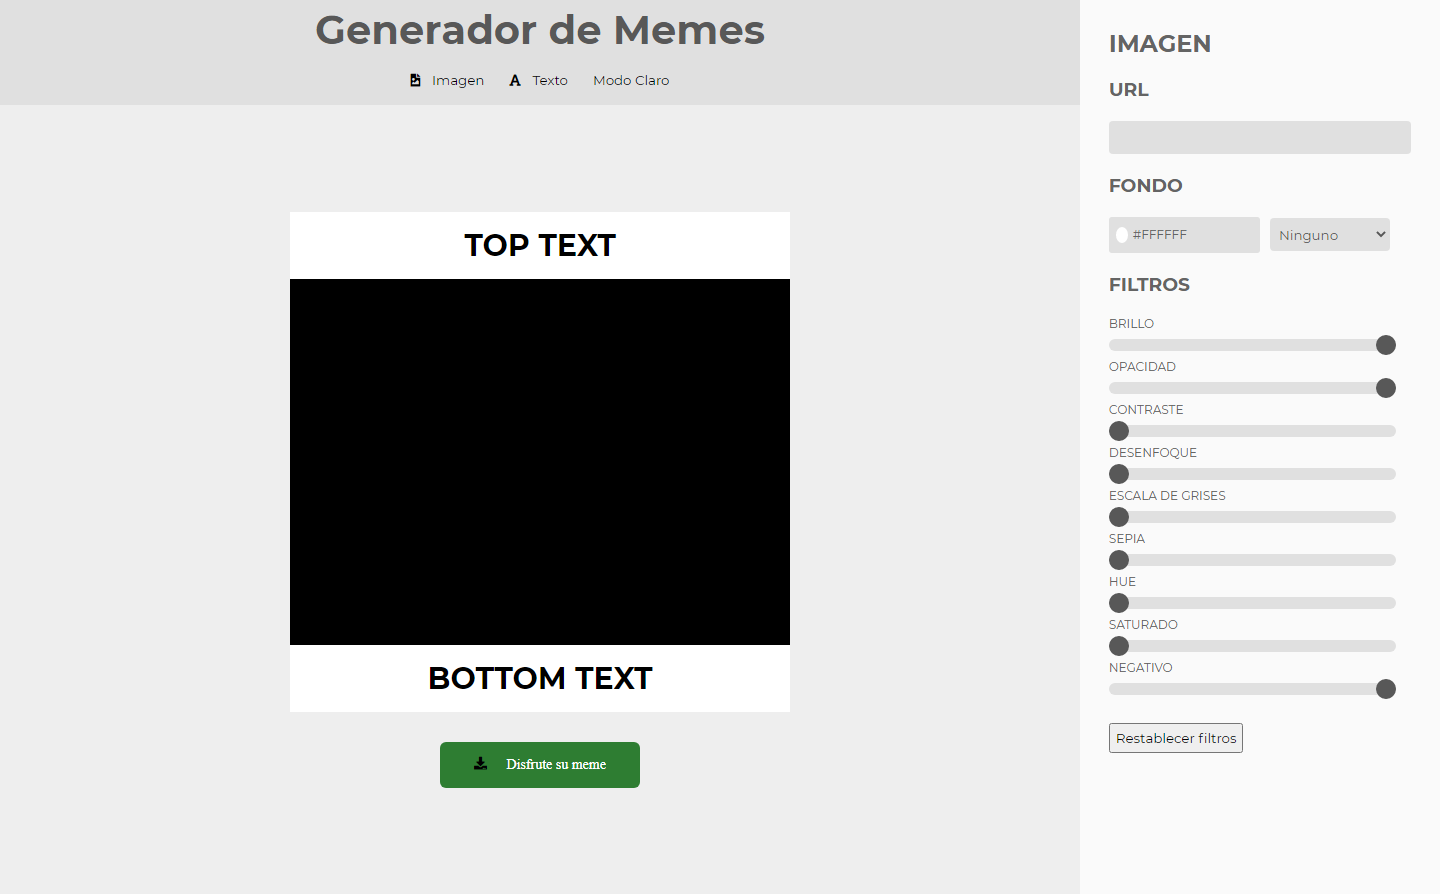 Generador de Memes
Imagen Texto Modo Claro
TOP TEXT
BOTTOM TEXT
Disfrute su meme
IMAGEN
URL
FONDO
#FFFFFF Ninguno
FILTROS
BRILLO
OPACIDAD
CONTRASTE
DESENFOQUE
ESCALA DE GRISES
SEPIA
HUE
SATURADO
NEGATIVO
Restablecer filtros